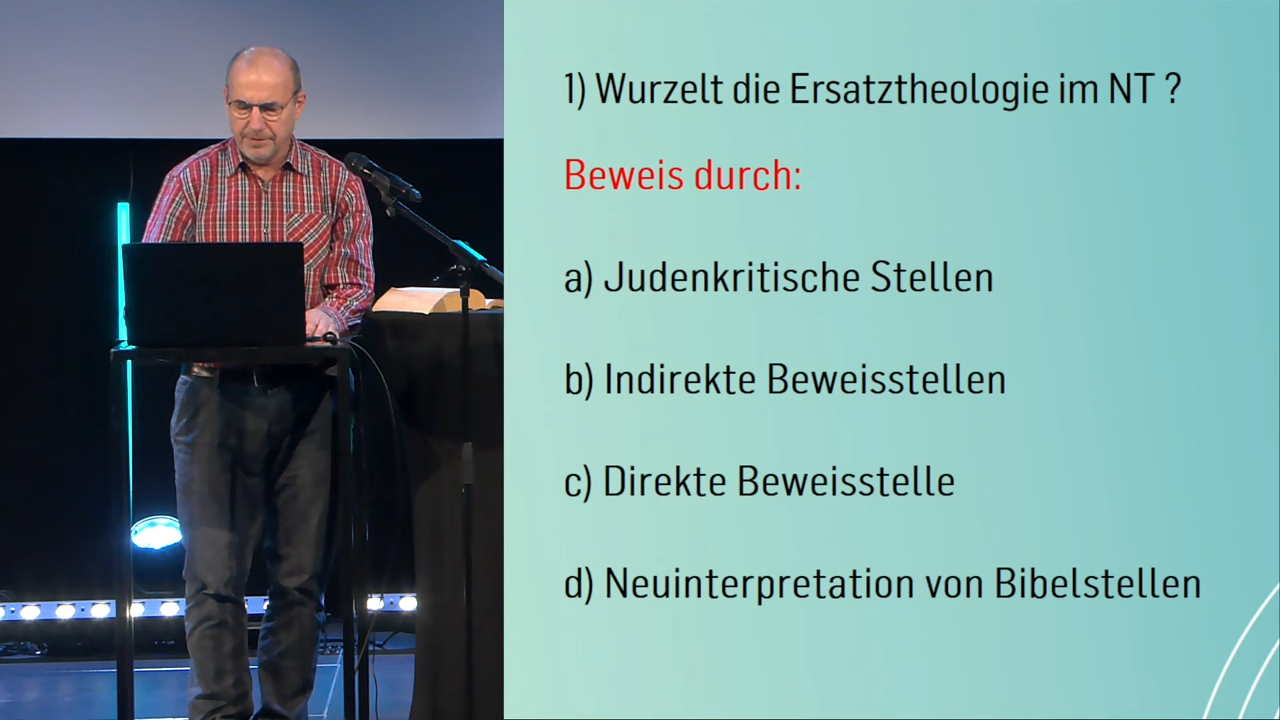 1) Wurzelt die Ersatztheologie im NT ?
Beweis durch:
a) Judenkritische Stellen
b) Indirekte Beweisstellen
c) Direkte Beweisstelle
d) Neuinterpretation von Bibelstellen